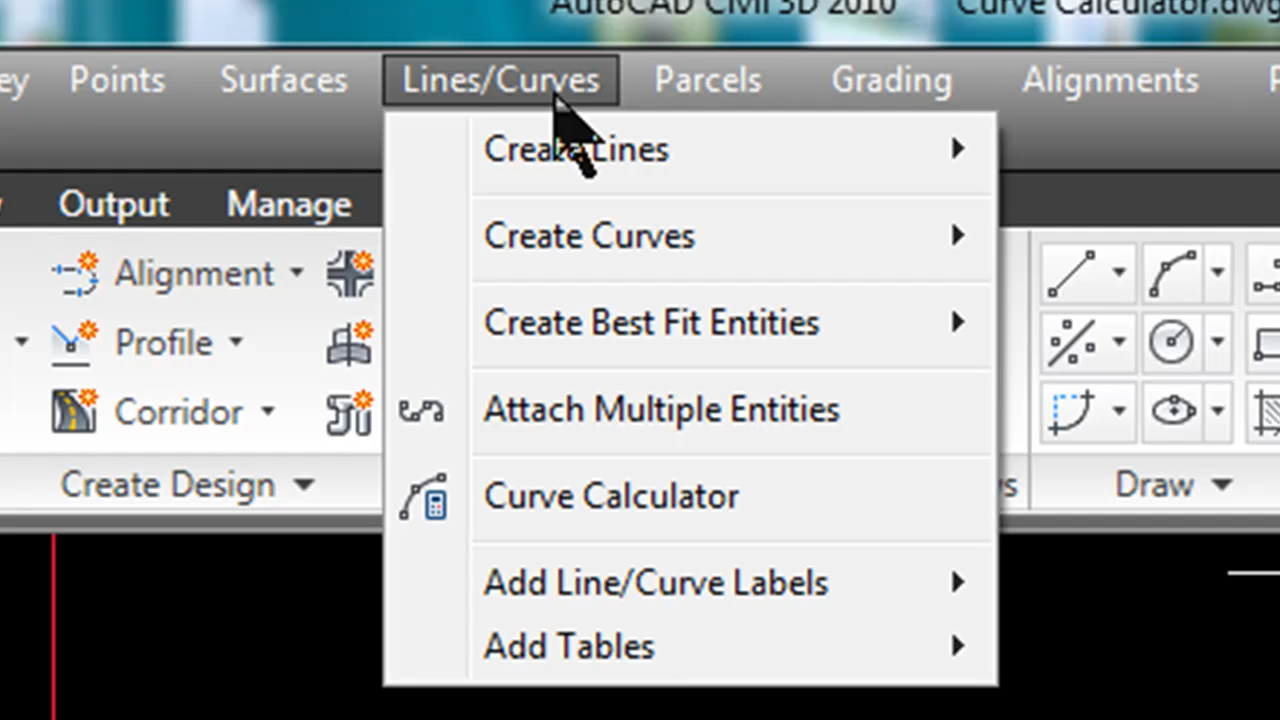 AutoCAD Civil 3D 2010 Curve Calculator.dwg
ey Points Surfaces Lines/Curves Parcels Grading Alignments P
Create Lines
Output Manage
Create Curves
Alignment
Create Best Fit Entities
Profile
Attach Multiple Entities
Corridor
Create Design
Curve Calculator
Draw
Add Line/Curve Labels
Add Tables